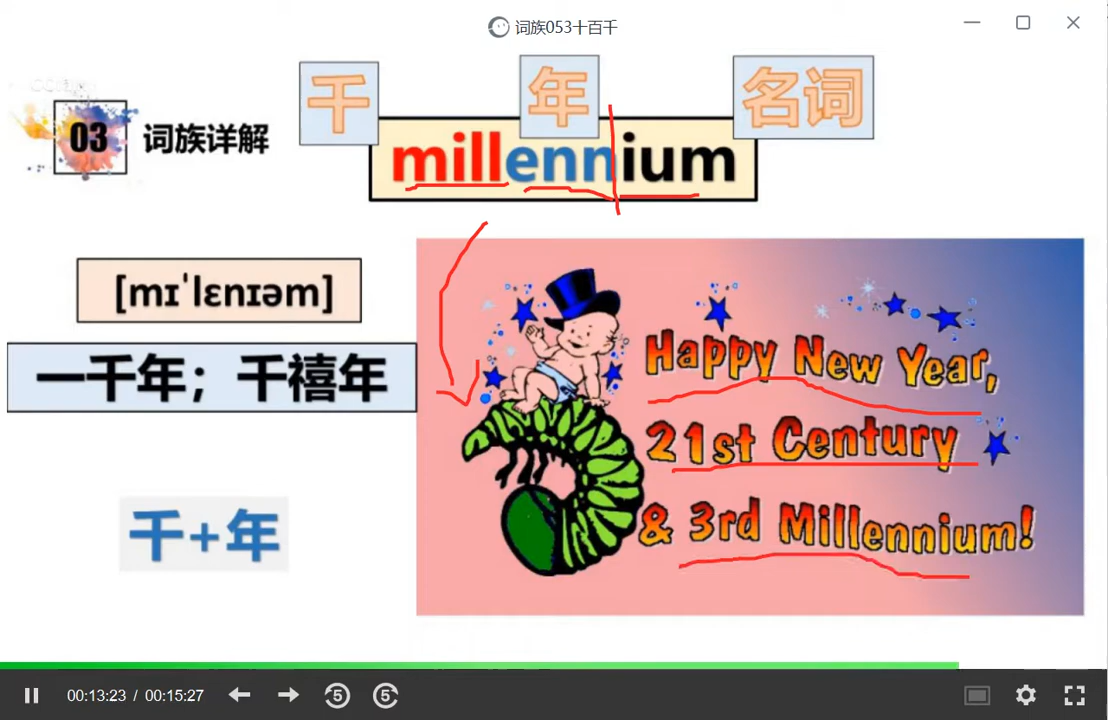 词族053十百千
千 年 名词
03 词族详解
millennium
[mɪˈlɛnɪəm]
一千年；千禧年
千+年
Happy New Year,
21st Century
& 3rd Millennium!
00:13:23 / 00:15:27
5 5